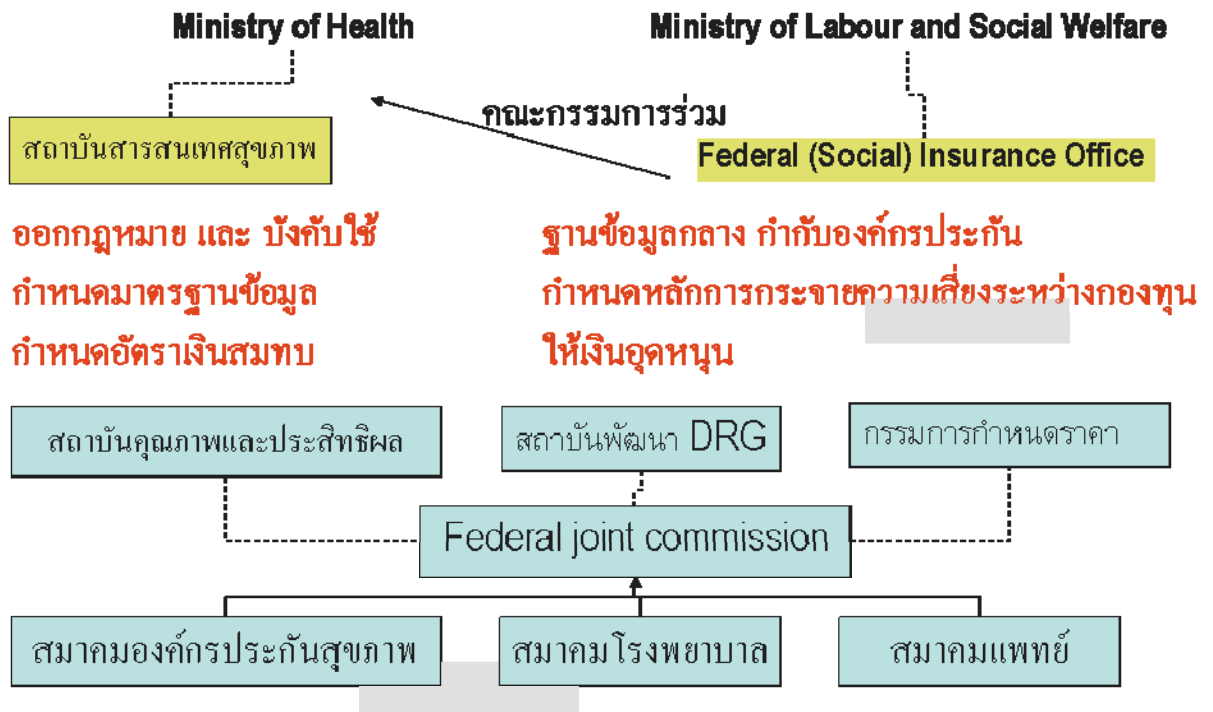 Ministry of Health
Ministry of Labour and Social Welfare
คณะกรรมการร่วม
สถาบันสารสนเทศสุขภาพ
Federal (Social) Insurance Office
ออกกฎหมาย และ บังคับใช้
กำหนดมาตรฐานข้อมูล
กำหนดอัตราเงินสมทบ
ฐานข้อมูลกลาง กำกับองค์กรประกัน
กำหนดหลักการกระจายความเสี่ยงระหว่างกองทุน
ให้เงินอุดหนุน
สถาบันคุณภาพและประสิทธิผล
สถาบันพัฒนา DRG
กรรมการกำหนดราคา
Federal joint commission
สมาคมองค์กรประกันสุขภาพ
สมาคมโรงพยาบาล
สมาคมแพทย์